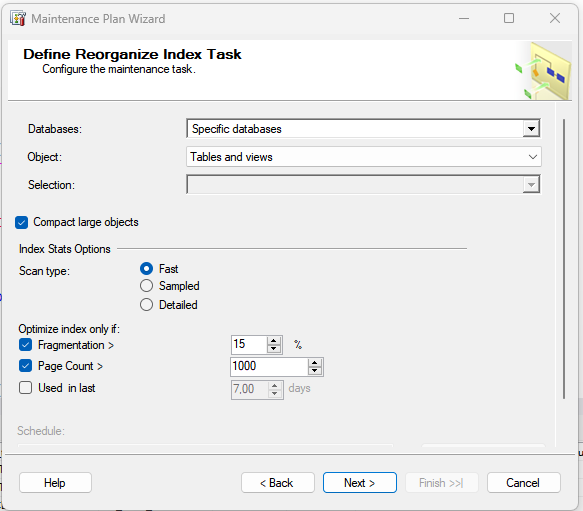 Maintenance Plan Wizard
Define Reorganize Index Task
Configure the maintenance task.
Databases: Specific databases
Object: Tables and views
Selection:
Compact large objects
Index Stats Options
Scan type: Fast
Sampled
Detailed
Optimize index only if:
Fragmentation > 15 %
Page Count > 1000
Used in last 7,00 days
Schedule:
Help < Back Next > Finish >>| Cancel